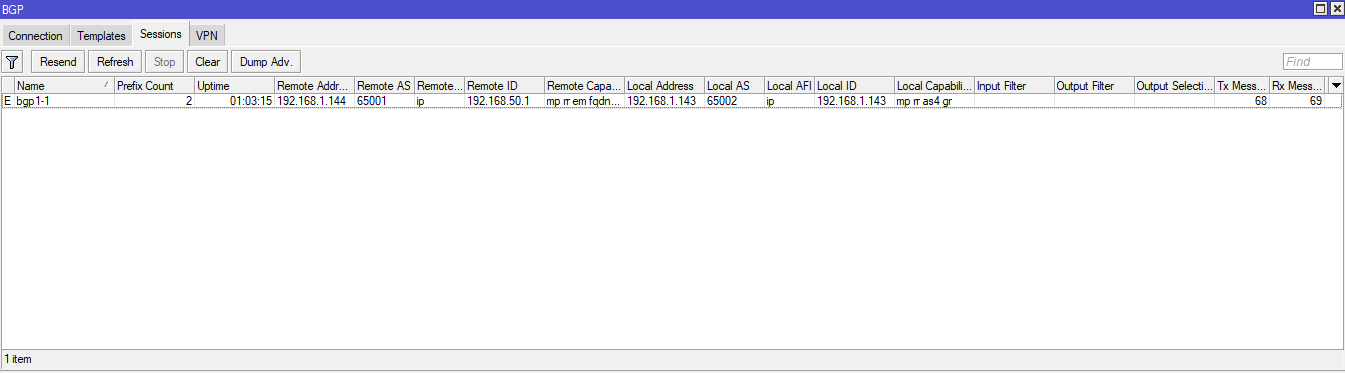 BGP
Connection Templates Sessions VPN
Resend Refresh Stop Clear Dump Adv. Find
Name Prefix Count Uptime Remote Addr... Remote AS Remote... Remote ID Remote Capa... Local Address Local AS Local AFI Local ID Local Capabili... Input Filter Output Filter Output Selecti... Tx Mess... Rx Mess...
E bgp1-1 2 01:03:15 192.168.1.144 65001 ip 192.168.50.1 mp rr em fqdn... 192.168.1.143 65002 ip 192.168.1.143 mp rr as4 gr 68 69
1 item